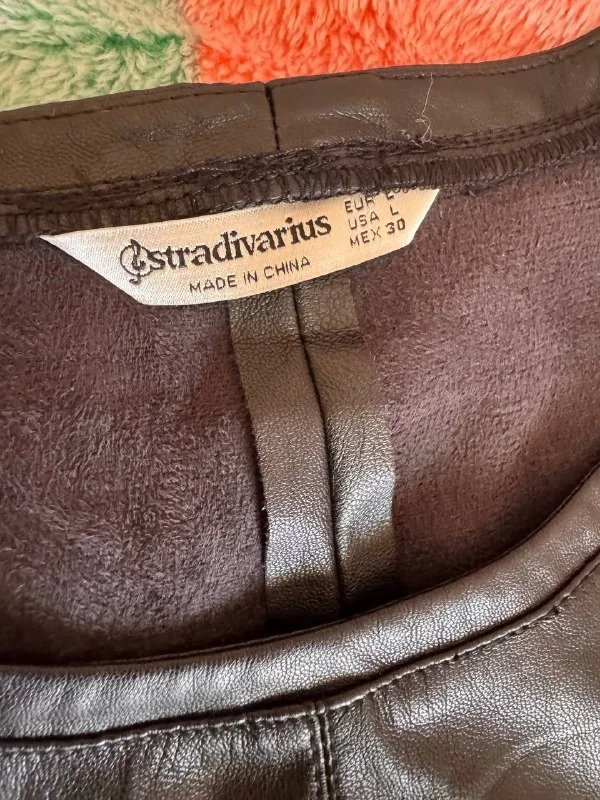 stradivarius
MADE IN CHINA
EUR L
USA L
MEX 30